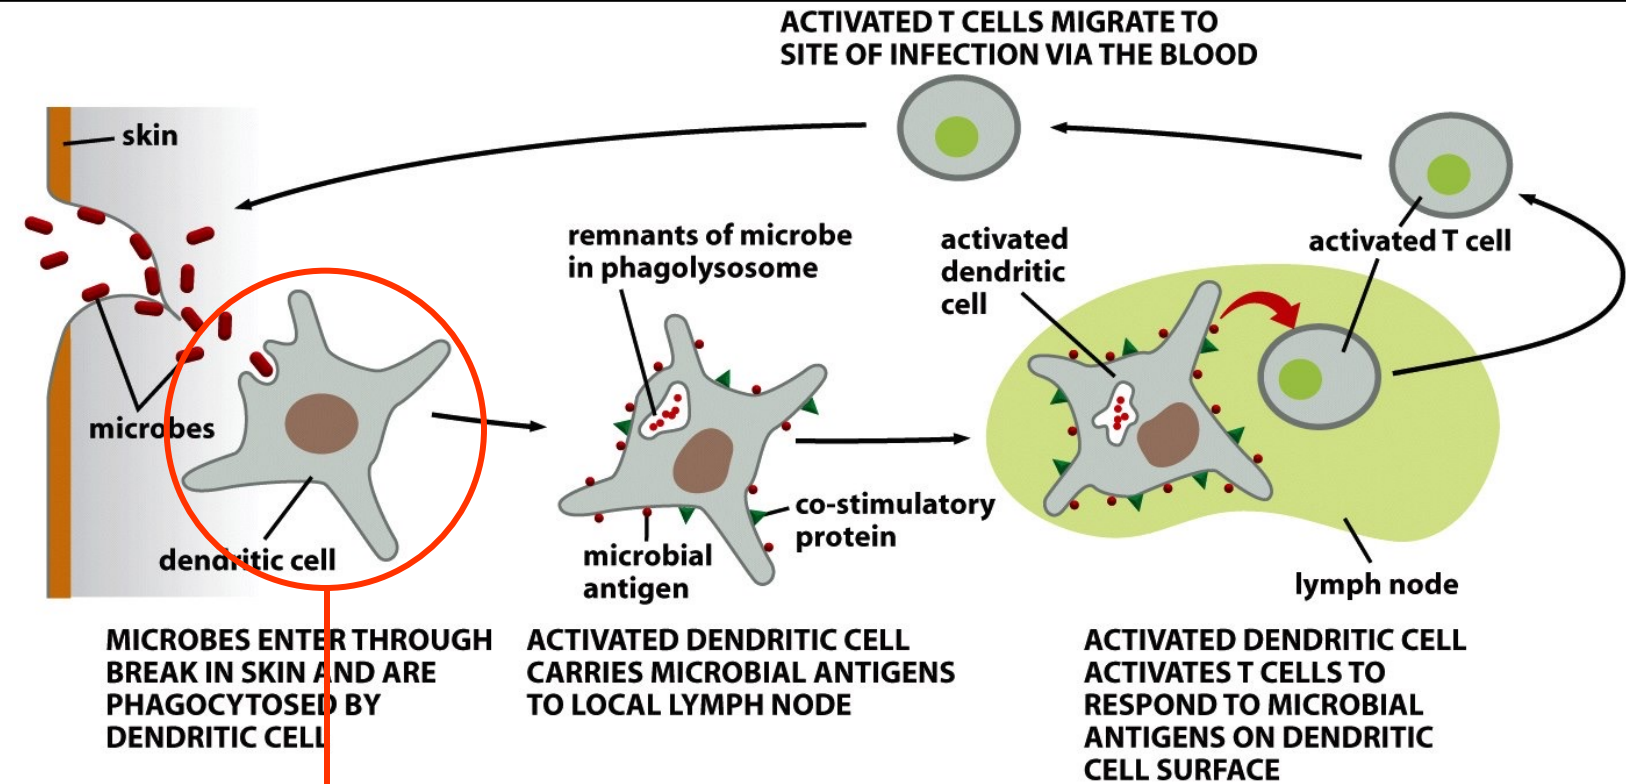 ACTIVATED T CELLS MIGRATE TO
SITE OF INFECTION VIA THE BLOOD
skin
remnants of microbe
in phagolysosome
activated
dendritic
cell
activated T cell
microbes
co-stimulatory
protein
dendritic cell
microbial
antigen
lymph node
MICROBES ENTER THROUGH
BREAK IN SKIN AND ARE
PHAGOCYTOSED BY
DENDRITIC CELL
ACTIVATED DENDRITIC CELL
CARRIES MICROBIAL ANTIGENS
TO LOCAL LYMPH NODE
ACTIVATED DENDRITIC CELL
ACTIVATES T CELLS TO
RESPOND TO MICROBIAL
ANTIGENS ON DENDRITIC
CELL SURFACE